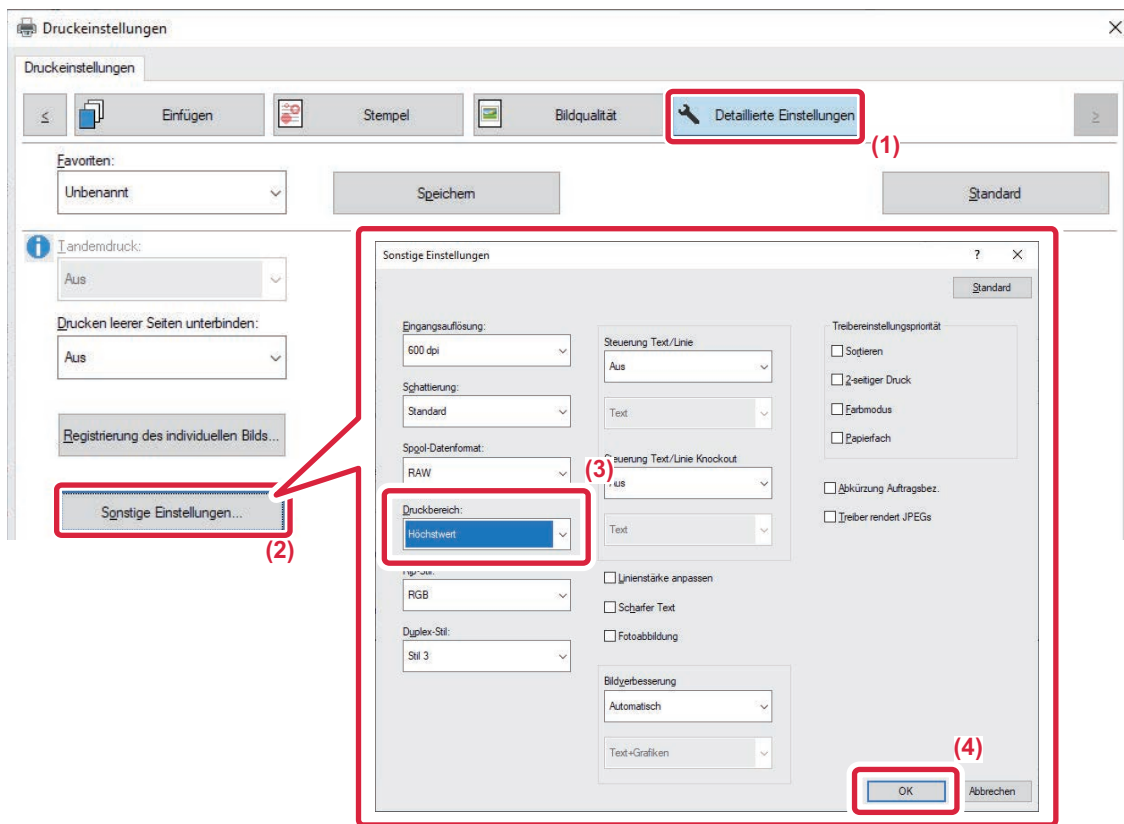 Druckeinstellungen
Druckeinstellungen
≤
Einfügen
Stempel
Bildqualität
Detaillierte Einstellungen
≥
(1)
Favoriten:
Unbenannt
Speichern
Standard
Tandemdruck:
Aus
Drucken leerer Seiten unterbinden:
Aus
Registrierung des individuellen Bilds...
Sonstige Einstellungen...
(2)
Sonstige Einstellungen
?
Standard
Eingangsauflösung:
600 dpi
Schattierung:
Standard
Spool-Datenformat:
RAW
(3)
Druckbereich:
Höchstwert
Rip-Stil:
RGB
Duplex-Stil:
Stil 3
Steuerung Text/Linie
Aus
Text
Steuerung Text/Linie Knockout
Aus
Text
Linienstärke anpassen
Scharfer Text
Fotoabbildung
Bildverbesserung
Automatisch
Text+Grafiken
Treibereinstellungspriorität
Sortieren
2-seitiger Druck
Farbmodus
Papierfach
Abkürzung Auftragsbez.
Treiber rendert JPEGs
(4)
OK
Abbrechen